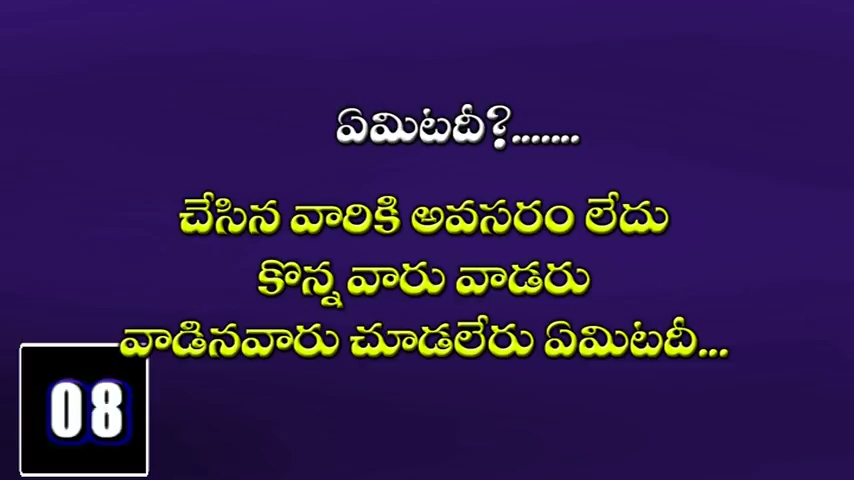 ఏమిటదీ?.......
చేసిన వారికి అవసరం లేదు
కొన్న వారు వాడరు
వాడినవారు చూడలేరు ఏమిటదీ...
08